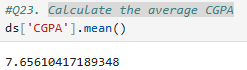 #Q23. Calculate the average CGPA
ds['CGPA'].mean()
7.65610417189348